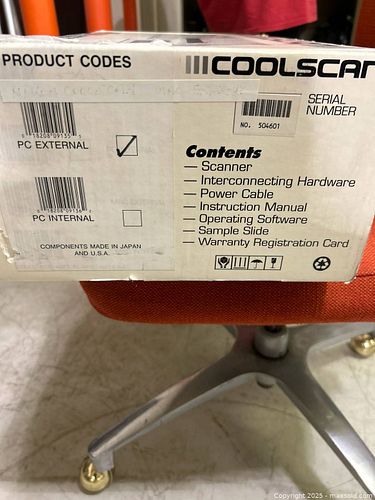 PRODUCT CODES
COOLSCAN
SERIAL
NUMBER
NO. 504601
PC EXTERNAL
Contents
— Scanner
— Interconnecting Hardware
— Power Cable
— Instruction Manual
— Operating Software
— Sample Slide
— Warranty Registration Card
PC INTERNAL
COMPONENTS MADE IN JAPAN
AND U.S.A.
Copyright © 2025 - maxsold.com